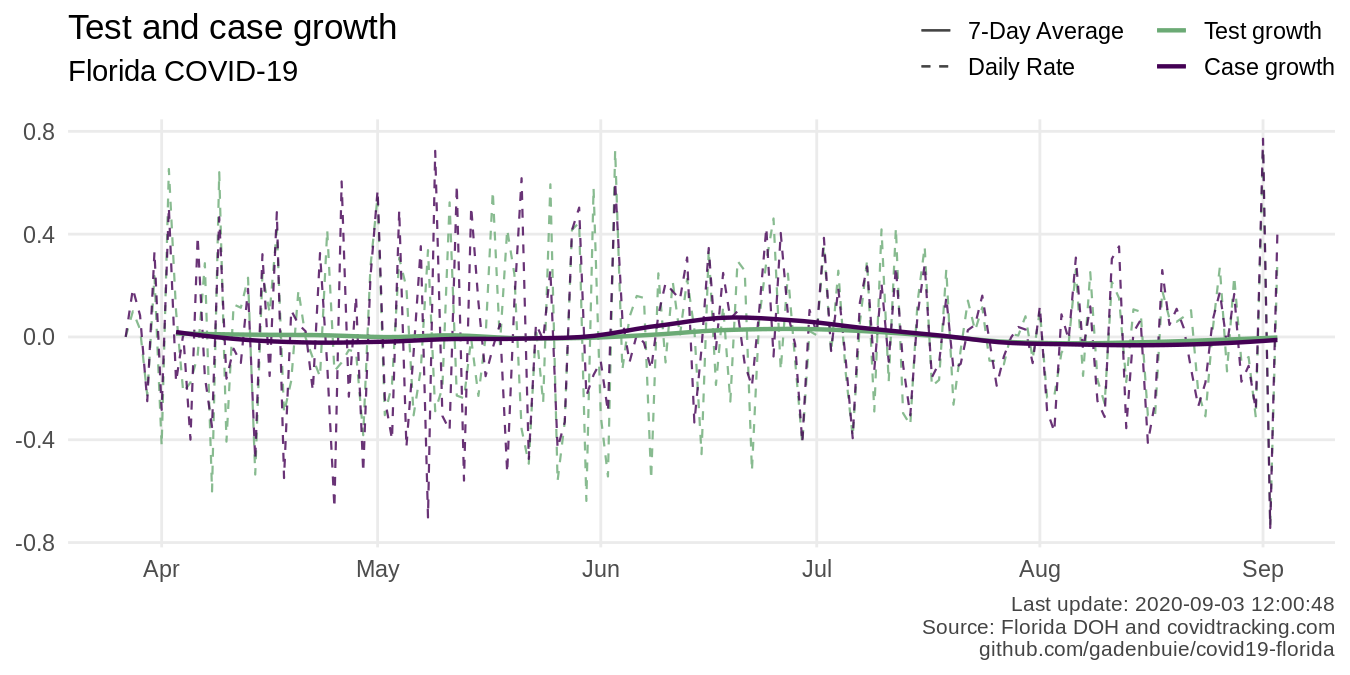 Test and case growth
Florida COVID-19
7-Day Average
Daily Rate
Test growth
Case growth
0.8
0.4
0.0
-0.4
-0.8
Apr May Jun Jul Aug Sep
Last update: 2020-09-03 12:00:48
Source: Florida DOH and covidtracking.com
github.com/gadenbuie/covid19-florida